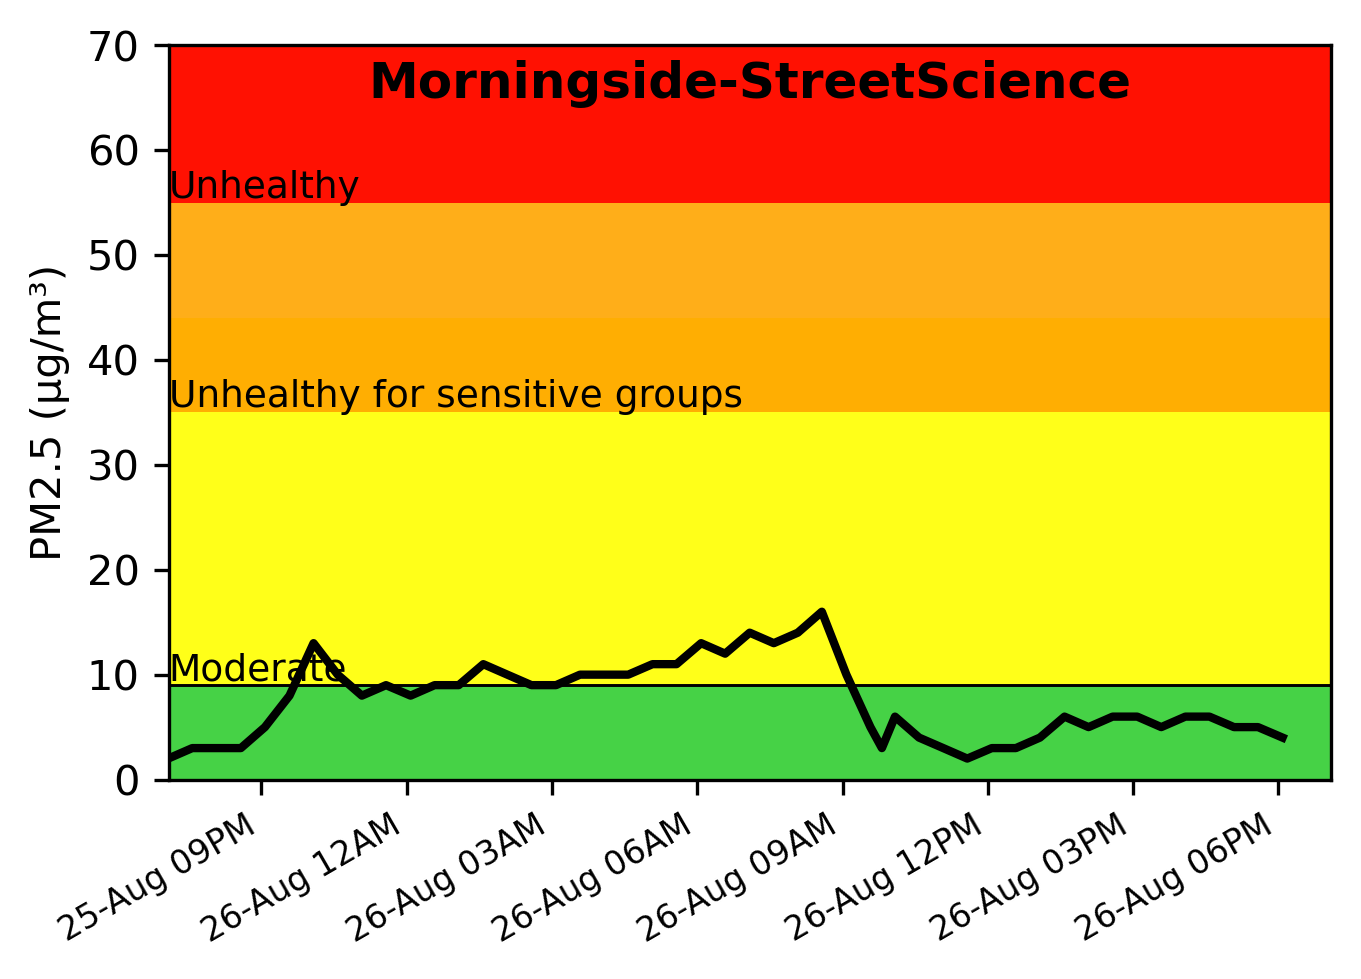 Morningside-StreetScience
PM2.5 (µg/m³)
70
60
50
40
30
20
10
0
Unhealthy
Unhealthy for sensitive groups
Moderate
25-Aug 09PM
26-Aug 12AM
26-Aug 03AM
26-Aug 06AM
26-Aug 09AM
26-Aug 12PM
26-Aug 03PM
26-Aug 06PM